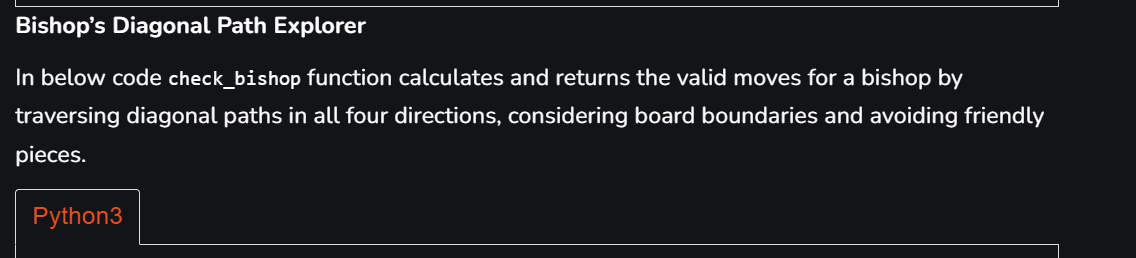 Bishop’s Diagonal Path Explorer
In below code check_bishop function calculates and returns the valid moves for a bishop by
traversing diagonal paths in all four directions, considering board boundaries and avoiding friendly
pieces.
Python3